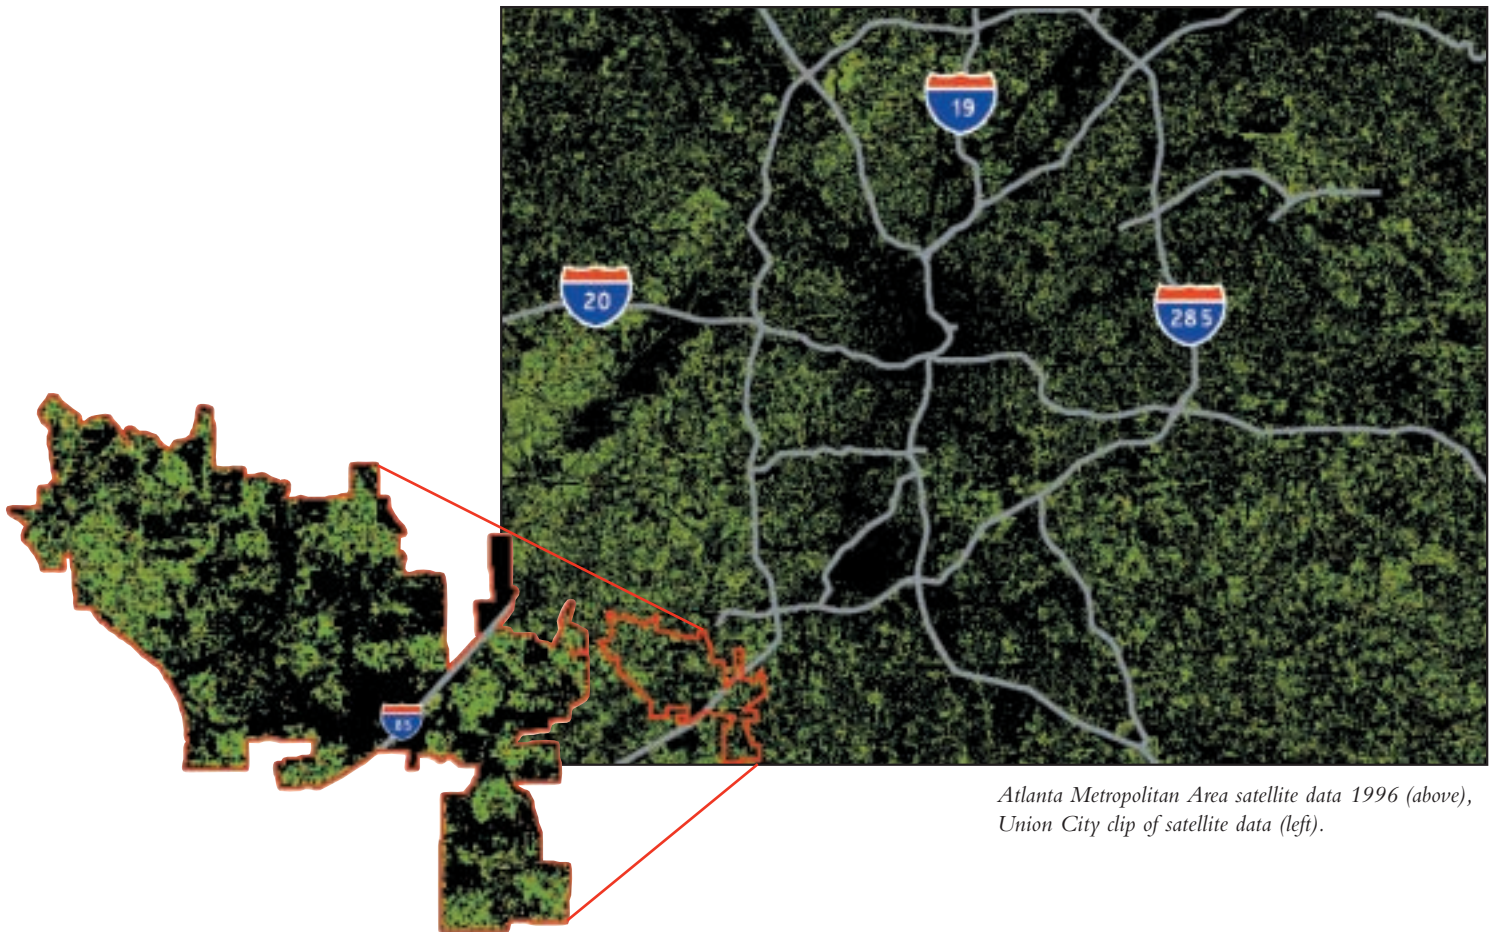 19
20
285
85
Atlanta Metropolitan Area satellite data 1996 (above),
Union City clip of satellite data (left).